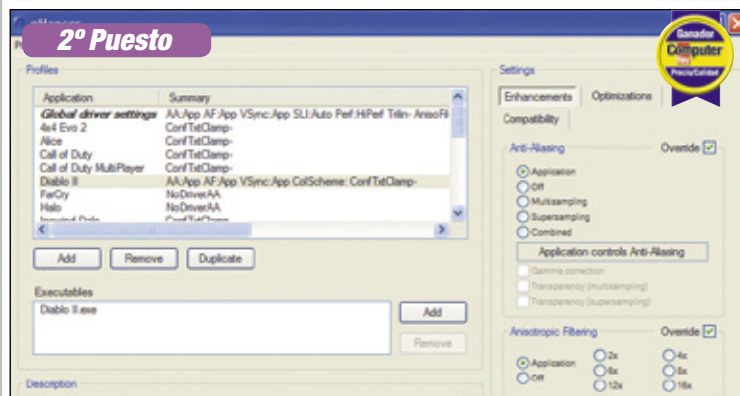 2º Puesto
Ganador
Computer
Precio/Calidad
Profiles
Application Summary
Global driver settings AA:App AF:App VSync:App SLI:Auto Perf:HiPerf Trilin- AnisoFil
4x4 Evo 2 ConfTxtClamp-
Alice ConfTxtClamp-
Call of Duty ConfTxtClamp-
Call of Duty MultiPlayer ConfTxtClamp-
Diablo II AA:App AF:App VSync:App ColScheme: ConfTxtClamp-
FarCry NoDriverAA
Halo NoDriverAA
Add Remove Duplicate
Executables
Diablo II.exe
Add
Remove
Description
Settings
Enhancements Optimizations
Compatibility
Anti-Aliasing Override
Application
Off
Multisampling
Supersampling
Combined
Application controls Anti-Aliasing
Gamma correction
Transparency (multisampling)
Transparency (supersampling)
Anisotropic Filtering Override
Application 2x 4x
Off 6x 8x
12x 16x